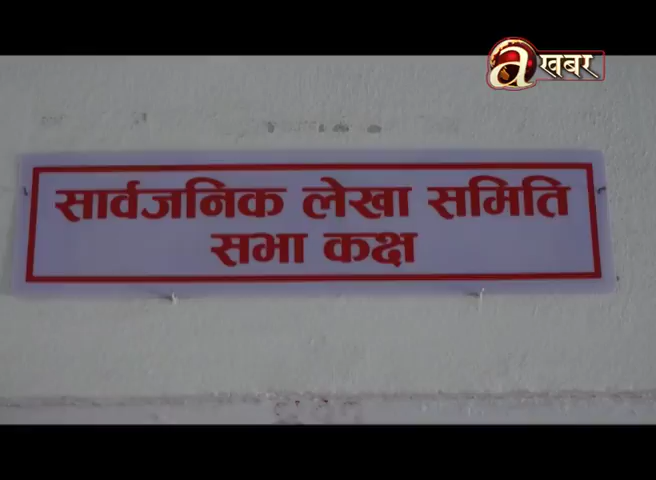 a खबर
सार्वजनिक लेखा समिति
सभा कक्ष